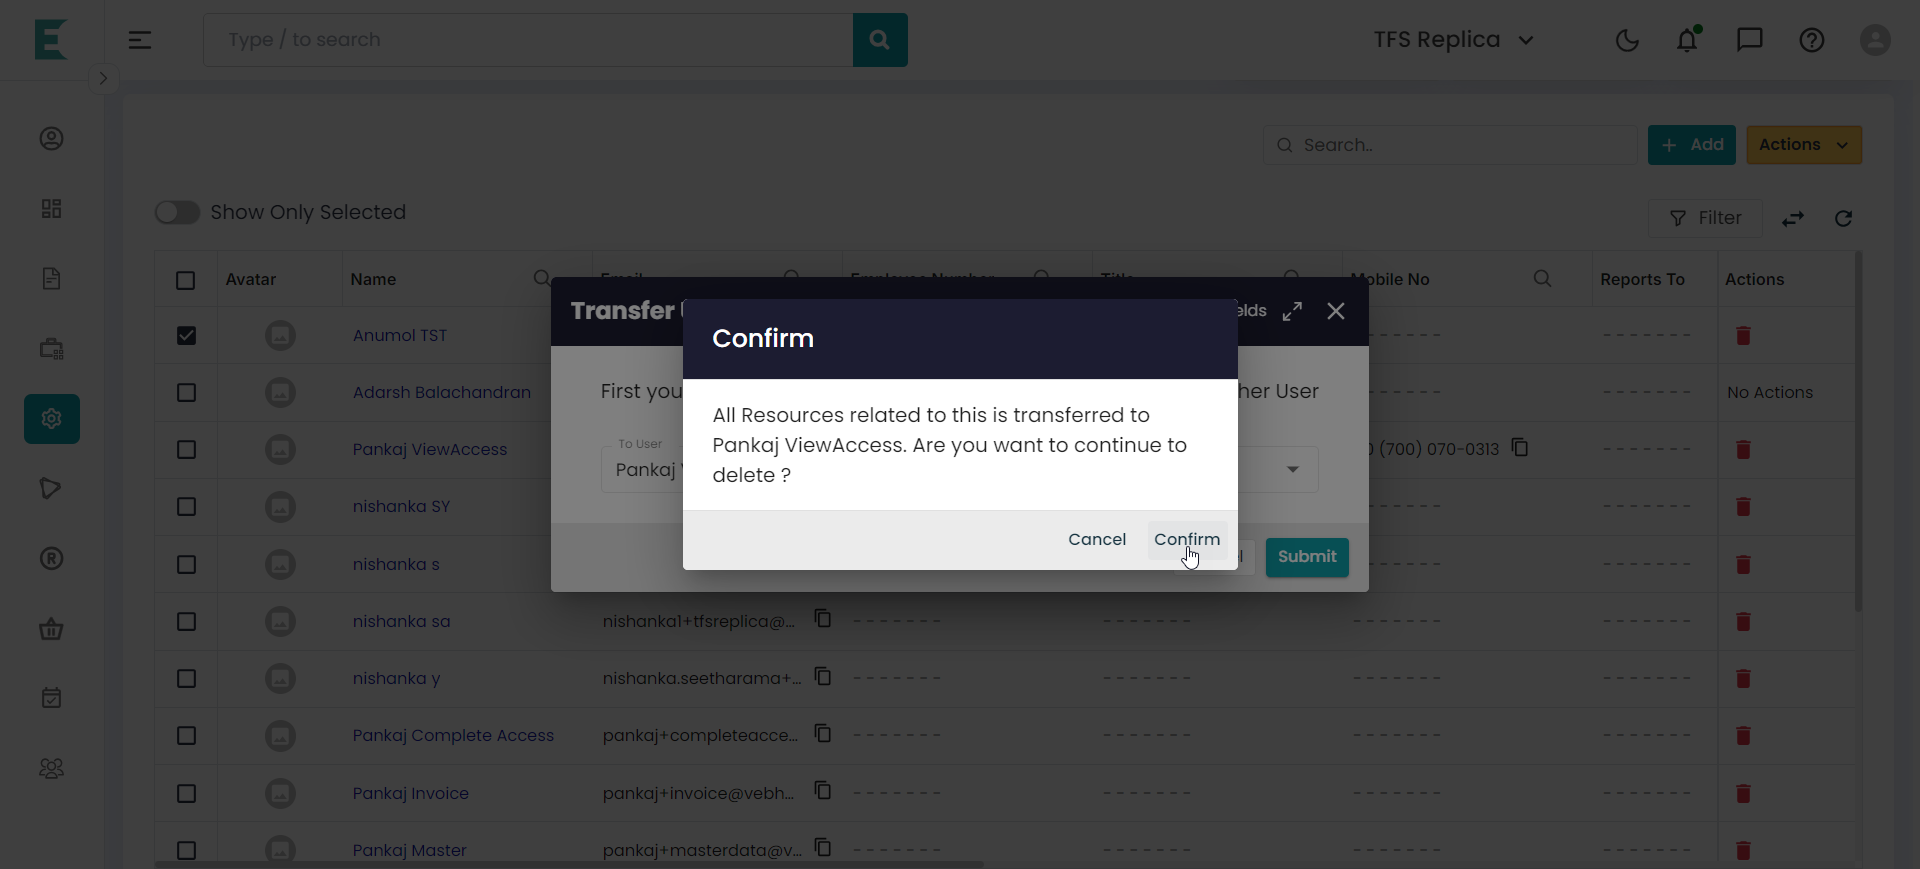 Type / to search
TFS Replica
Search..
+ Add
Actions
Show Only Selected
Filter
Avatar Name Email Employee Number Title Mobile No Reports To Actions
Transfer
elds
Confirm
Anumol TST
First you
her User
Adarsh Balachandran
No Actions
All Resources related to this is transferred to
Pankaj ViewAccess. Are you want to continue to
delete ?
To User
Pankaj
Pankaj ViewAccess
(700) 070-0313
nishanka SY
Cancel
Confirm
Submit
nishanka s
nishanka sa nishanka1+tfsreplica@...
nishanka y nishanka.seetharama+...
Pankaj Complete Access pankaj+completeacce...
Pankaj Invoice pankaj+invoice@vebh...
Pankaj Master pankaj+masterdata@v...